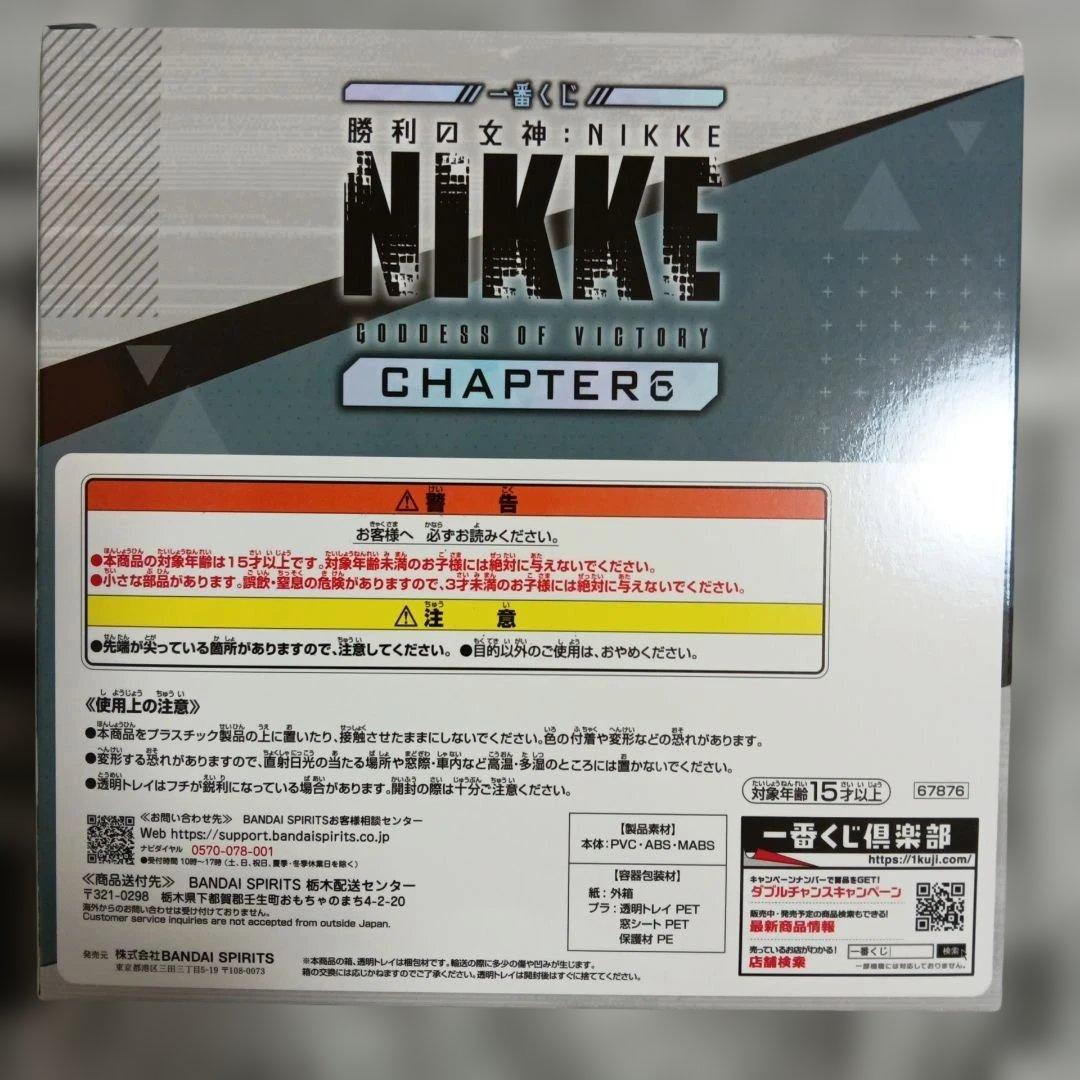 一番くじ
勝利の女神:NIKKE
NIKKE
GODDESS OF VICTORY
CHAPTER6
⚠警告
お客様へ 必ずお読みください。
●本商品の対象年齢は15才以上です。対象年齢未満のお子様には絶対に与えないでください。
●小さな部品があります。誤飲・窒息の危険がありますので、3才未満のお子様には絶対に与えないでください。
⚠注意
●先端が尖っている箇所がありますので、注意してください。●目的以外のご使用は、おやめください。
《使用上の注意》
●本商品をプラスチック製品の上に置いたり、接触させたままにしないでください。色の付着や変形などの恐れがあります。
●変形する恐れがありますので、直射日光の当たる場所や窓際・車内など高温・多湿のところには置かないでください。
●透明トレイはフチが鋭利になっている場合があります。開封の際は十分ご注意ください。
対象年齢15才以上
67876
≪お問い合わせ先≫ BANDAI SPIRITSお客様相談センター
Web https://support.bandaispirits.co.jp
ナビダイヤル 0570-078-001
●受付時間 10時~17時(土、日、祝日、夏季・冬季休業日を除く)
≪商品送付先≫ BANDAI SPIRITS 栃木配送センター
〒321-0298 栃木県下都賀郡壬生町おもちゃのまち4-2-20
海外からのお問い合わせは受け付けておりません。
Customer service inquiries are not accepted from outside Japan.
発売元 株式会社BANDAI SPIRITS
東京都港区三田三丁目5-19 〒108-0073
【製品素材】
本体:PVC・ABS・MABS
【容器包装材】
紙:外箱
プラ:透明トレイ PET
窓シート PET
保護材 PE
※本商品の箱、透明トレイは梱包材です。輸送の際に多少の傷や凹みが生じます。
箱の交換には応じかねますのでご了承ください。透明トレイは開封後はすぐに捨ててください。
一番くじ倶楽部
https://1kuji.com/
キャンペーンナンバーで賞品をGET!
ダブルチャンスキャンペーン
販売中・発売予定の商品検索もできる!
最新商品情報
売っているお店がわかる!
店舗検索
一番くじ 検索
一部機種には対応しておりません。